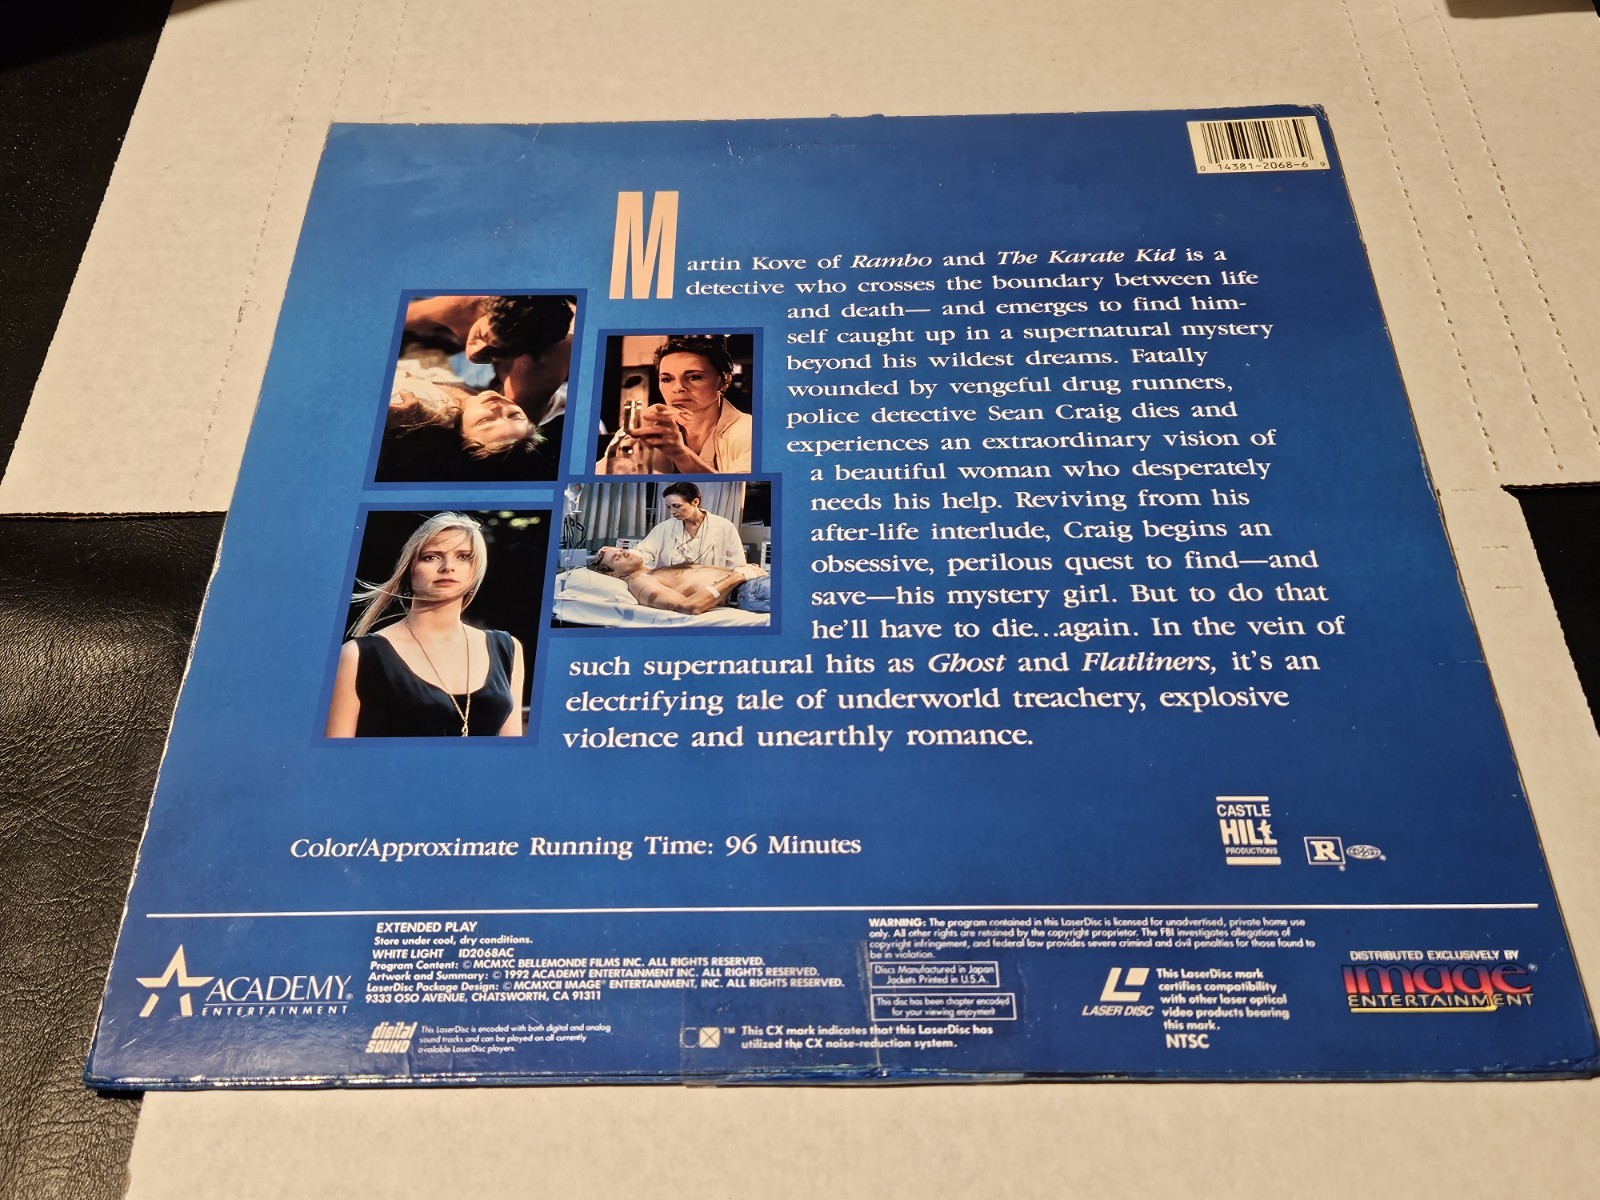 0 14381-2068-6 9
Martin Kove of Rambo and The Karate Kid is a
detective who crosses the boundary between life
and death— and emerges to find him-
self caught up in a supernatural mystery
beyond his wildest dreams. Fatally
wounded by vengeful drug runners,
police detective Sean Craig dies and
experiences an extraordinary vision of
a beautiful woman who desperately
needs his help. Reviving from his
after-life interlude, Craig begins an
obsessive, perilous quest to find—and
save—his mystery girl. But to do that
he'll have to die...again. In the vein of
such supernatural hits as Ghost and Flatliners, it's an
electrifying tale of underworld treachery, explosive
violence and unearthly romance.
Color/Approximate Running Time: 96 Minutes
CASTLE
HILL
PRODUCTIONS
R
ACADEMY®
ENTERTAINMENT
EXTENDED PLAY
Store under cool, dry conditions.
WHITE LIGHT ID2068AC
Program Content: ©MCMXC BELLEMONDE FILMS INC. ALL RIGHTS RESERVED.
Artwork and Summary: ©1992 ACADEMY ENTERTAINMENT INC. ALL RIGHTS RESERVED.
LaserDisc Package Design: ©MCMXCII IMAGE® ENTERTAINMENT, INC. ALL RIGHTS RESERVED.
9333 OSO AVENUE, CHATSWORTH, CA 91311
digital
SOUND
This LaserDisc is encoded with both digital and analog
sound tracks and can be played on all currently
available LaserDisc players.
WARNING: The program contained in this LaserDisc is licensed for unadvertised, private home use
only. All other rights are retained by the copyright proprietor. The FBI investigates allegations of
copyright infringement, and federal law provides severe criminal and civil penalties for those found to
be in violation.
Discs Manufactured in Japan
Jackets Printed in U.S.A.
This disc has been chapter encoded
for your viewing enjoyment
CX ™ This CX mark indicates that this LaserDisc has
utilized the CX noise-reduction system.
LASER DISC
This LaserDisc mark
certifies compatibility
with other laser optical
video products bearing
this mark.
NTSC
DISTRIBUTED EXCLUSIVELY BY
image®
ENTERTAINMENT